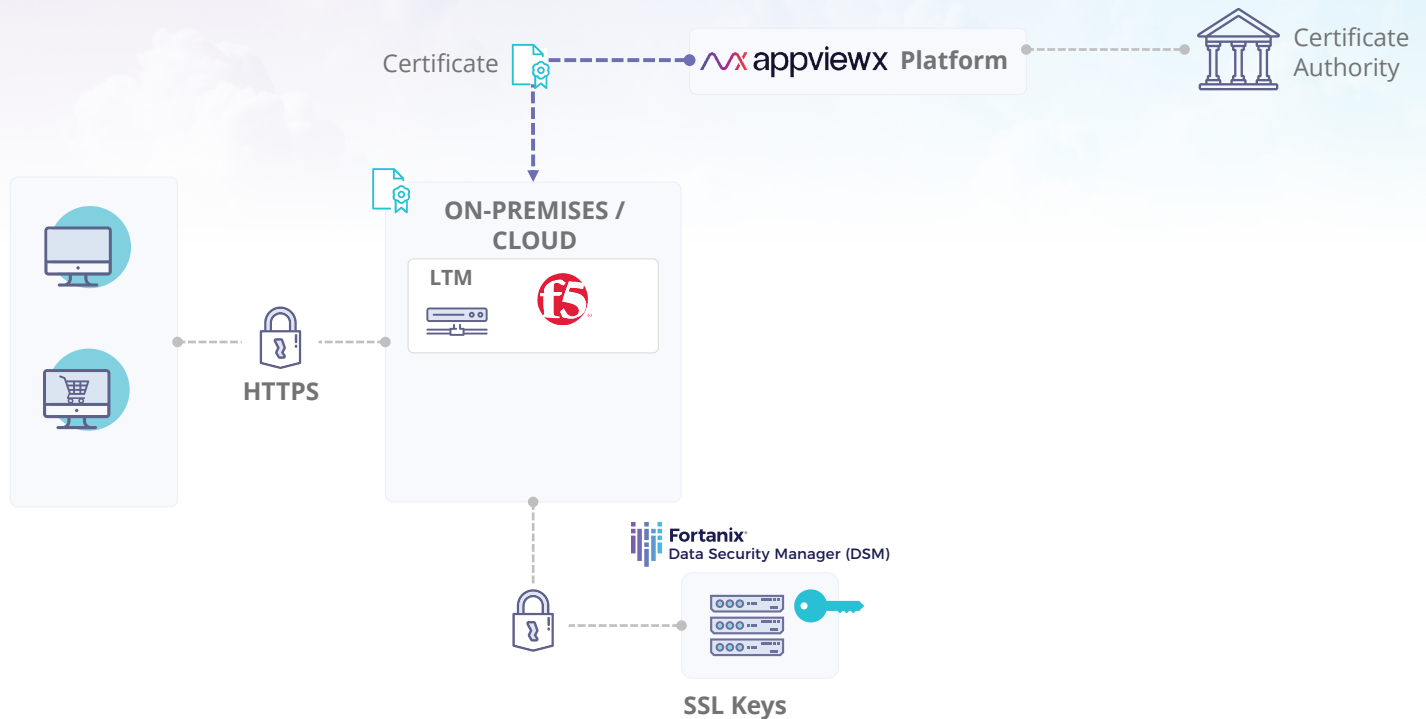 Certificate
appviewx Platform
Certificate
Authority
ON-PREMISES /
CLOUD
LTM
f5
HTTPS
Fortanix
Data Security Manager (DSM)
SSL Keys